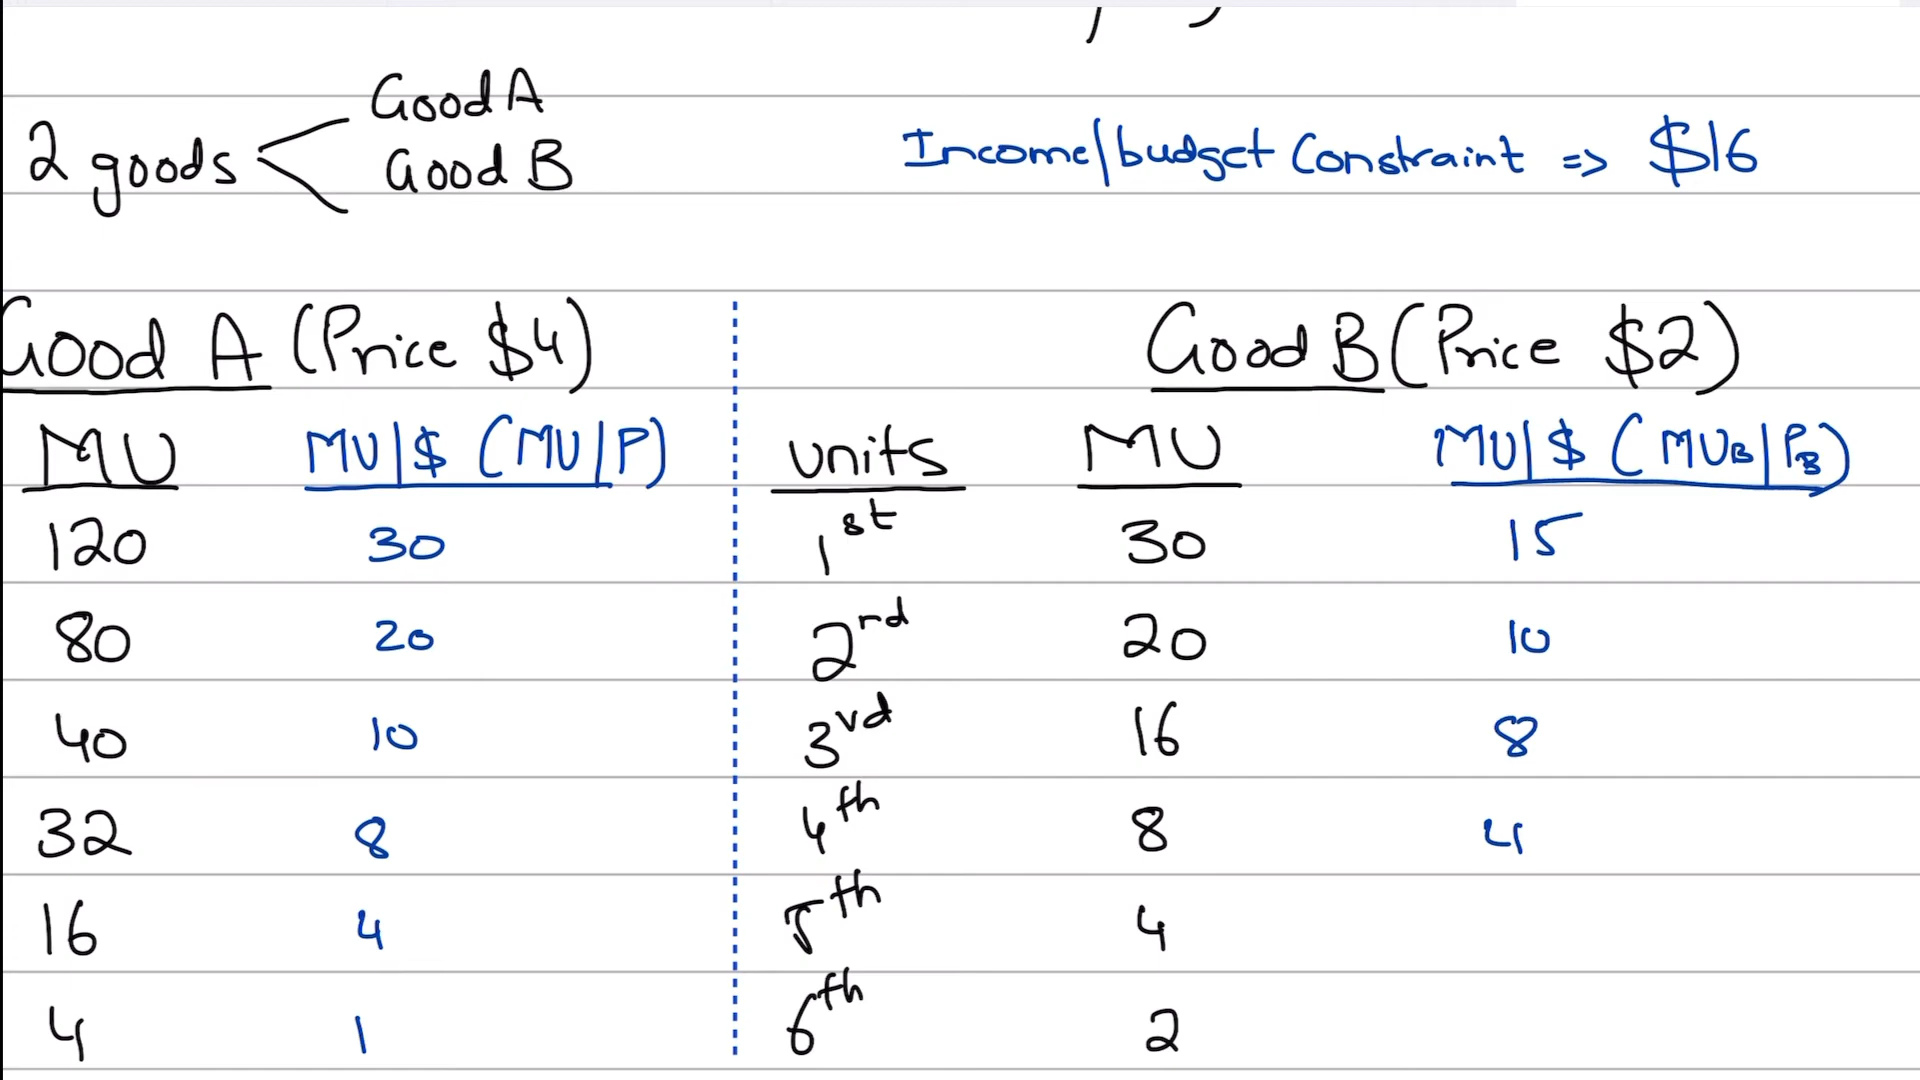 2 goods
Good A
Good B
Income/budget Constraint => $16
Good A (Price $4)
Good B (Price $2)
MU MU|$ (MU|P) units MU MU|$ (MUB|PB)
120 30 1st 30 15
80 20 2nd 20 10
40 10 3rd 16 8
32 8 4th 8 4
16 4 5th 4
4 1 6th 2